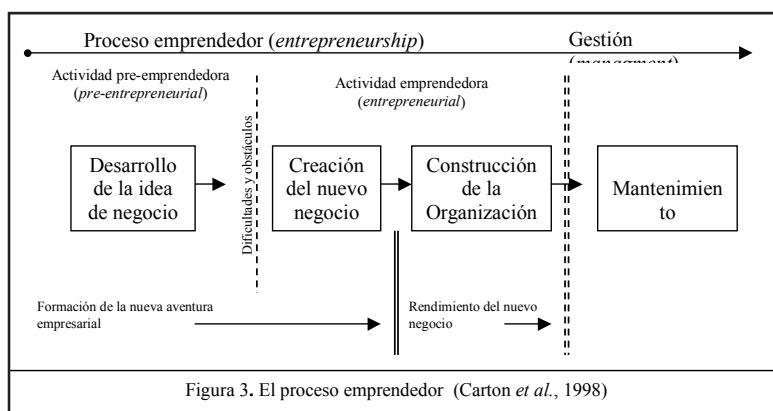 Proceso emprendedor (entrepreneurship)
Gestión
(managment)
Actividad pre-emprendedora
(pre-entrepreneurial)
Actividad emprendedora
(entrepreneurial)
Dificultades y obstáculos
Desarrollo
de la idea
de negocio
Creación
del nuevo
negocio
Construcción
de la
Organización
Mantenimien
to
Formación de la nueva aventura
empresarial
Rendimiento del nuevo
negocio
Figura 3. El proceso emprendedor (Carton et al., 1998)